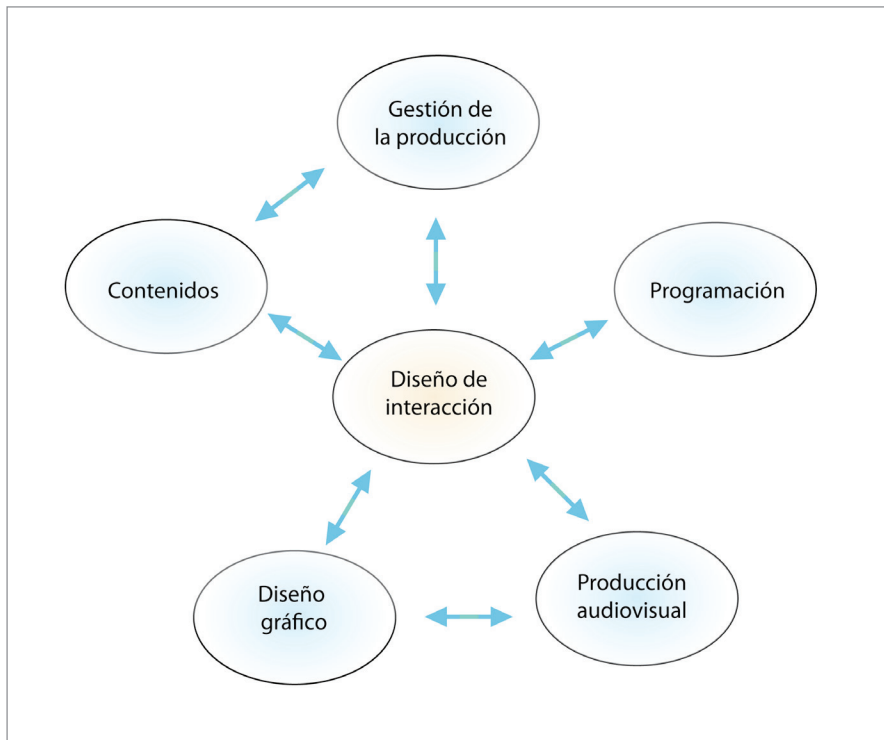 Gestión de
la producción
Contenidos
Programación
Diseño de
interacción
Diseño
gráfico
Producción
audiovisual